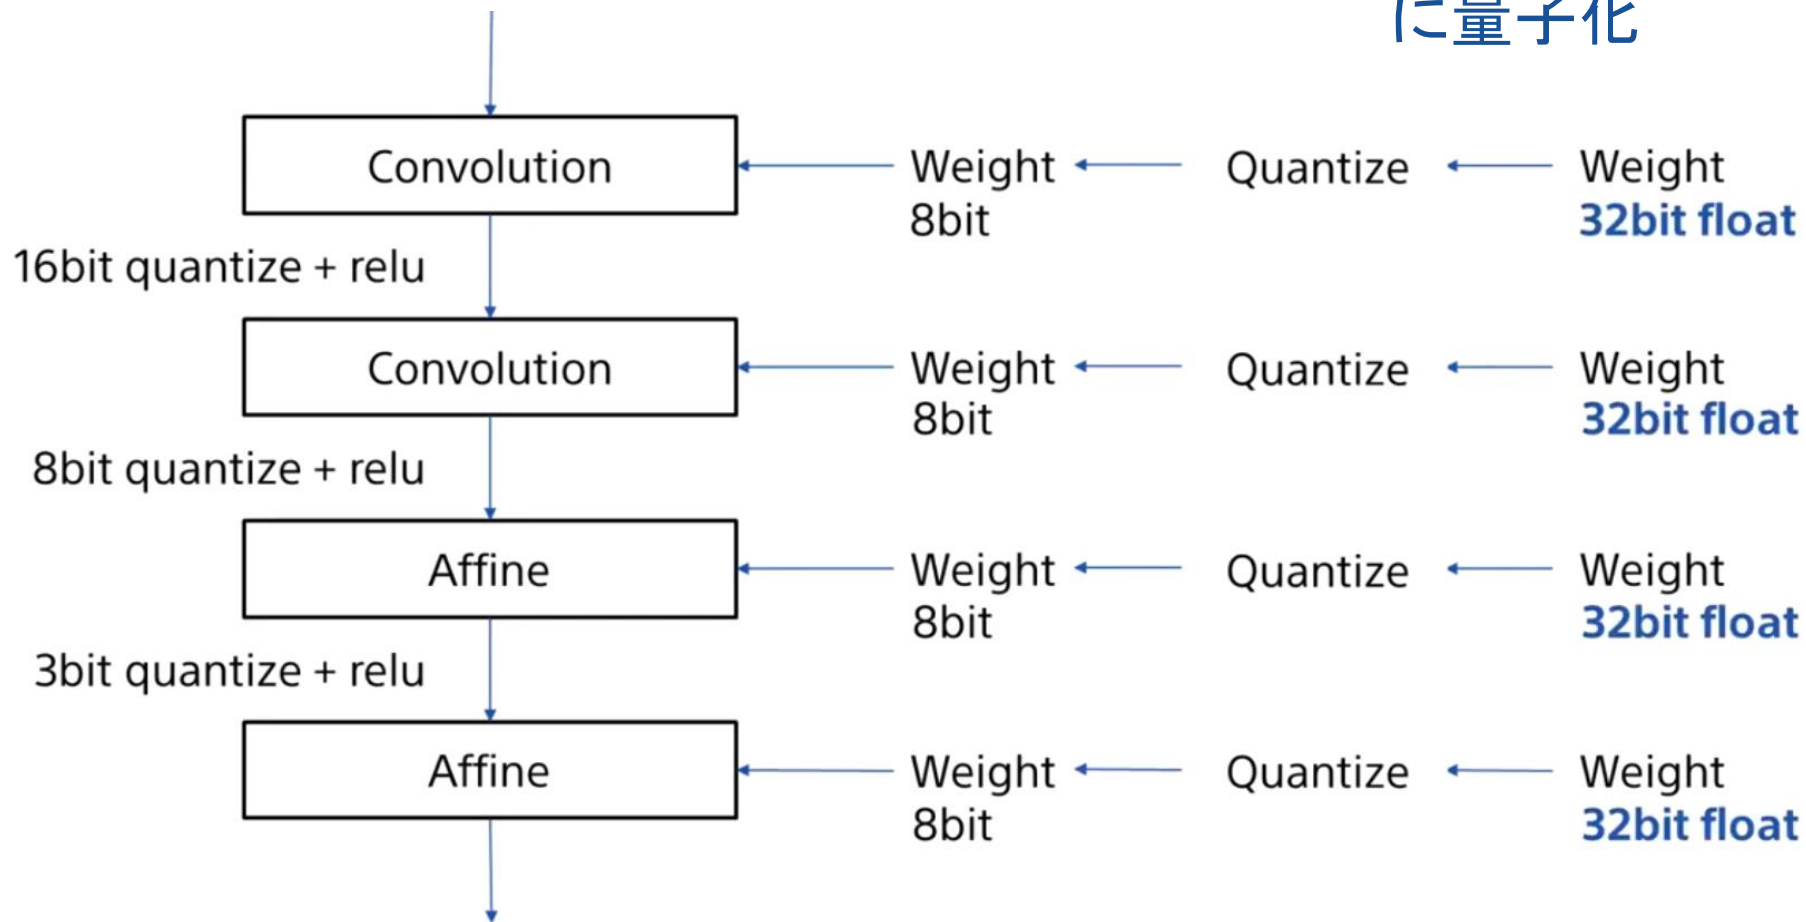 に量子化
Convolution
Weight
8bit
Quantize
Weight
32bit float
16bit quantize + relu
Convolution
Weight
8bit
Quantize
Weight
32bit float
8bit quantize + relu
Affine
Weight
8bit
Quantize
Weight
32bit float
3bit quantize + relu
Affine
Weight
8bit
Quantize
Weight
32bit float